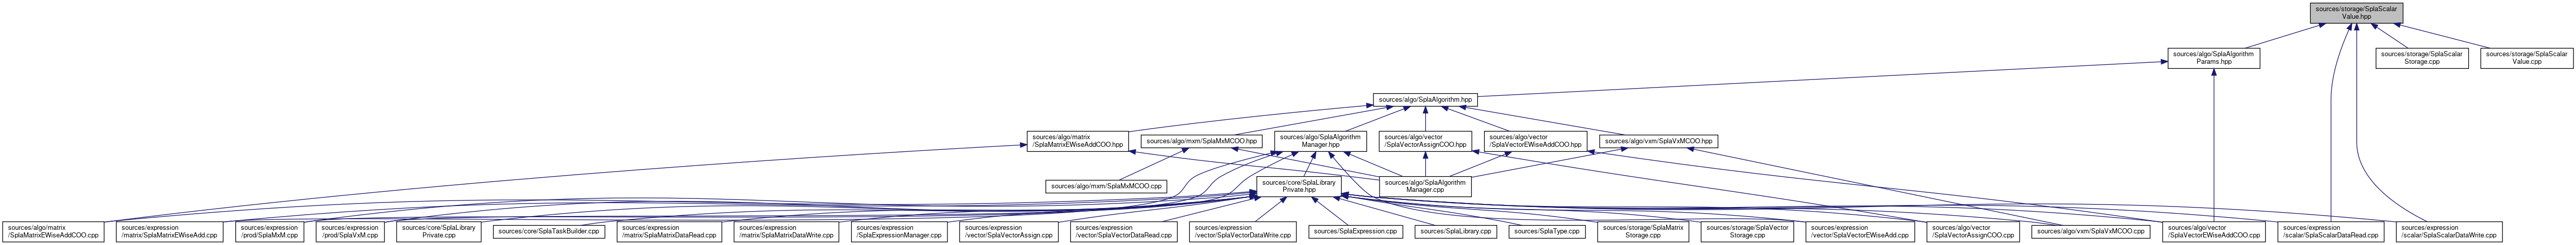 sources/storage/SplaScalar
Value.hpp
sources/algo/SplaAlgorithm
Params.hpp
sources/storage/SplaScalar
Storage.cpp
sources/storage/SplaScalar
Value.cpp
sources/algo/SplaAlgorithm.hpp
sources/algo/matrix
/SplaMatrixEWiseAddCOO.hpp
sources/algo/mxm/SplaMxMCOO.hpp
sources/algo/SplaAlgorithm
Manager.hpp
sources/algo/vector
/SplaVectorAssignCOO.hpp
sources/algo/vector
/SplaVectorEWiseAddCOO.hpp
sources/algo/vxm/SplaVxMCOO.hpp
sources/algo/mxm/SplaMxMCOO.cpp
sources/core/SplaLibrary
Private.hpp
sources/algo/SplaAlgorithm
Manager.cpp
sources/algo/matrix
/SplaMatrixEWiseAddCOO.cpp
sources/expression
/matrix/SplaMatrixEWiseAdd.cpp
sources/expression
/prod/SplaMxM.cpp
sources/expression
/prod/SplaVxM.cpp
sources/core/SplaLibrary
Private.cpp
sources/core/SplaTaskBuilder.cpp
sources/expression
/matrix/SplaMatrixDataRead.cpp
sources/expression
/matrix/SplaMatrixDataWrite.cpp
sources/expression
/SplaExpressionManager.cpp
sources/expression
/vector/SplaVectorAssign.cpp
sources/expression
/vector/SplaVectorDataRead.cpp
sources/expression
/vector/SplaVectorDataWrite.cpp
sources/SplaExpression.cpp
sources/SplaLibrary.cpp
sources/SplaType.cpp
sources/storage/SplaMatrix
Storage.cpp
sources/storage/SplaVector
Storage.cpp
sources/expression
/vector/SplaVectorEWiseAdd.cpp
sources/algo/vector
/SplaVectorAssignCOO.cpp
sources/algo/vxm/SplaVxMCOO.cpp
sources/algo/vector
/SplaVectorEWiseAddCOO.cpp
sources/expression
/scalar/SplaScalarDataRead.cpp
sources/expression
/scalar/SplaScalarDataWrite.cpp